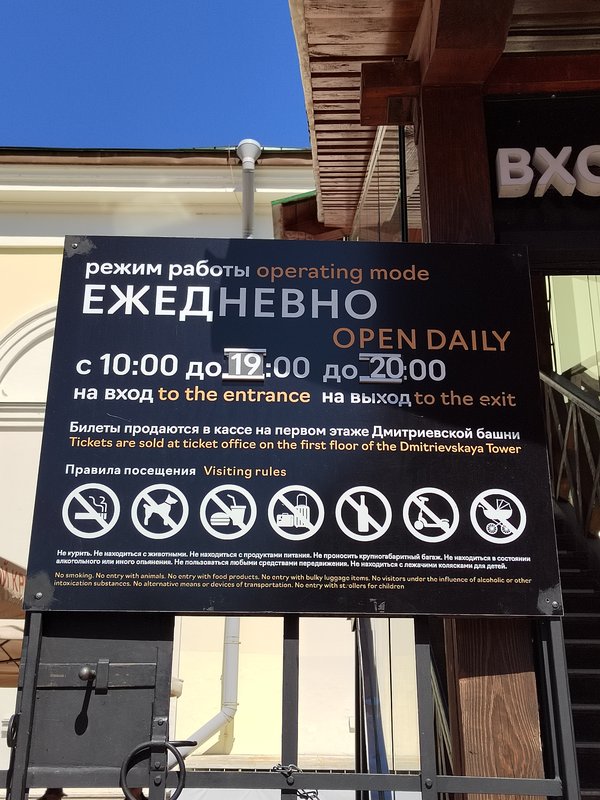 ВХО
режим работы operating mode
ЕЖЕДНЕВНО
OPEN DAILY
с 10:00 до 19:00 до 20:00
на вход to the entrance на выход to the exit
Билеты продаются в кассе на первом этаже Дмитриевской башни
Tickets are sold at ticket office on the first floor of the Dmitrievskaya Tower
Правила посещения Visiting rules
Не курить. Не находиться с животными. Не находиться с продуктами питания. Не проносить крупногабаритный багаж. Не находиться в состоянии
алкогольного или иного опьянения. Не пользоваться любыми средствами передвижения. Не находиться с лежачими колясками для детей.
No smoking. No entry with animals. No entry with food products. No entry with bulky luggage items. No visitors under the influence of alcoholic or other
intoxication substances. No alternative means or devices of transportation. No entry with st ollers for children